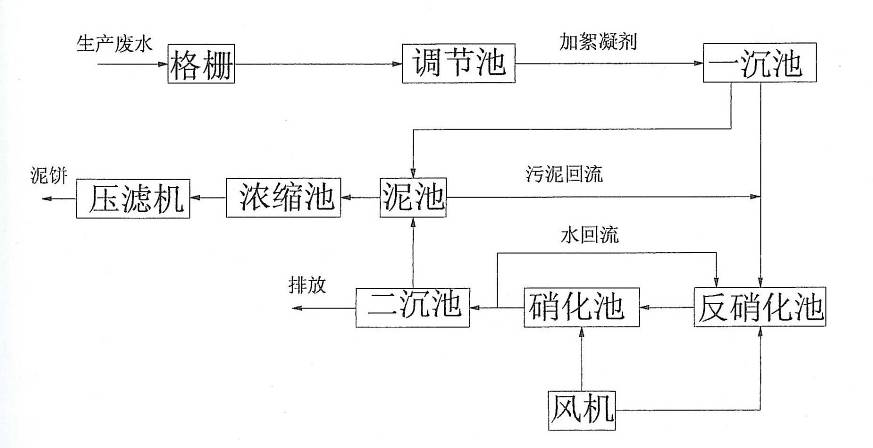 生产废水
格栅
调节池
加絮凝剂
一沉池
泥饼
压滤机
浓缩池
泥池
污泥回流
水回流
排放
二沉池
硝化池
反硝化池
风机